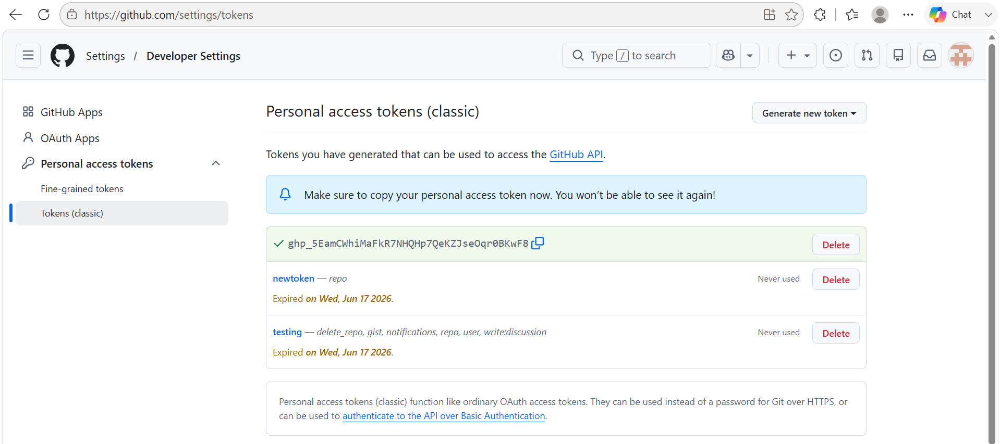 https://github.com/settings/tokens
Chat
Settings / Developer Settings
Type / to search
GitHub Apps
OAuth Apps
Personal access tokens
Fine-grained tokens
Tokens (classic)
Personal access tokens (classic)
Generate new token
Tokens you have generated that can be used to access the GitHub API.
Make sure to copy your personal access token now. You won’t be able to see it again!
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
Delete
newtoken — repo
Never used
Delete
Expired on Wed, Jun 17 2026.
testing — delete_repo, gist, notifications, repo, user, write:discussion
Never used
Delete
Expired on Wed, Jun 17 2026.
Personal access tokens (classic) function like ordinary OAuth access tokens. They can be used instead of a password for Git over HTTPS, or
can be used to authenticate to the API over Basic Authentication.